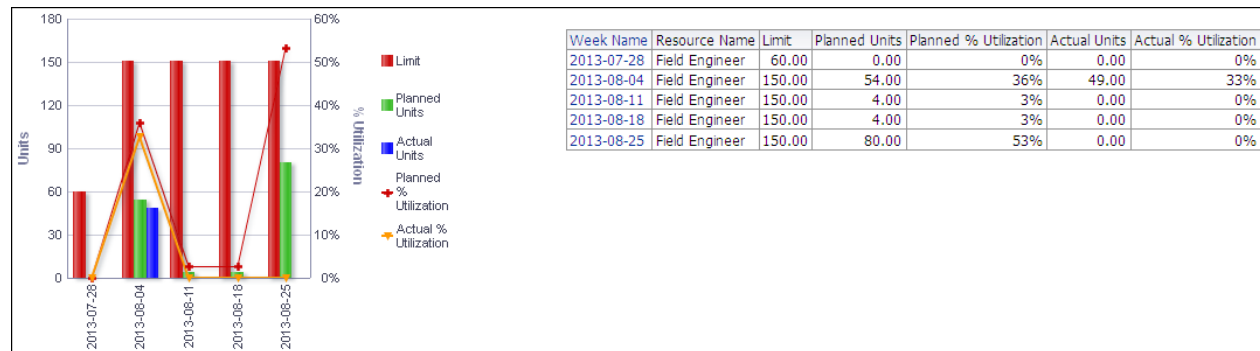 180
150
120
90
60
30
0
Units
60%
50%
40%
30%
20%
10%
0%
% Utilization
2013-07-28
2013-08-04
2013-08-11
2013-08-18
2013-08-25
Limit
Planned
Units
Actual
Units
Planned
%
Utilization
Actual %
Utilization
Week Name Resource Name Limit Planned Units Planned % Utilization Actual Units Actual % Utilization
2013-07-28 Field Engineer 60.00 0.00 0% 0.00 0%
2013-08-04 Field Engineer 150.00 54.00 36% 49.00 33%
2013-08-11 Field Engineer 150.00 4.00 3% 0.00 0%
2013-08-18 Field Engineer 150.00 4.00 3% 0.00 0%
2013-08-25 Field Engineer 150.00 80.00 53% 0.00 0%